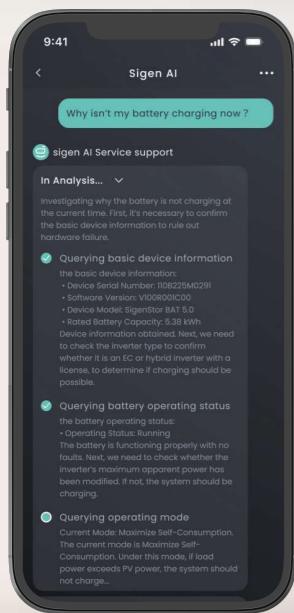 9:41
Sigen AI
Why isn't my battery charging now ?
sigen AI Service support
In Analysis...
Investigating why the battery is not charging at
the current time. First, it's necessary to confirm
the basic device information to rule out
hardware failure.
Querying basic device information
the basic device information:
• Device Serial Number: 110B225M0291
• Software Version: V100R001C00
• Device Model: SigenStor BAT 5.0
• Rated Battery Capacity: 5.38 kWh
Device information obtained. Next, we need
to check the inverter type to confirm
whether it is an EC or hybrid inverter with a
license, to determine if charging should be
possible.
Querying battery operating status
the battery operating status:
• Operating Status: Running
The battery is functioning properly with no
faults. Next, we need to check whether the
inverter's maximum apparent power has
been modified. If not, the system should be
charging.
Querying operating mode
Current Mode: Maximize Self-Consumption.
The current mode is Maximize Self-
Consumption. Under this mode, if load
power exceeds PV power, the system should
not charge...